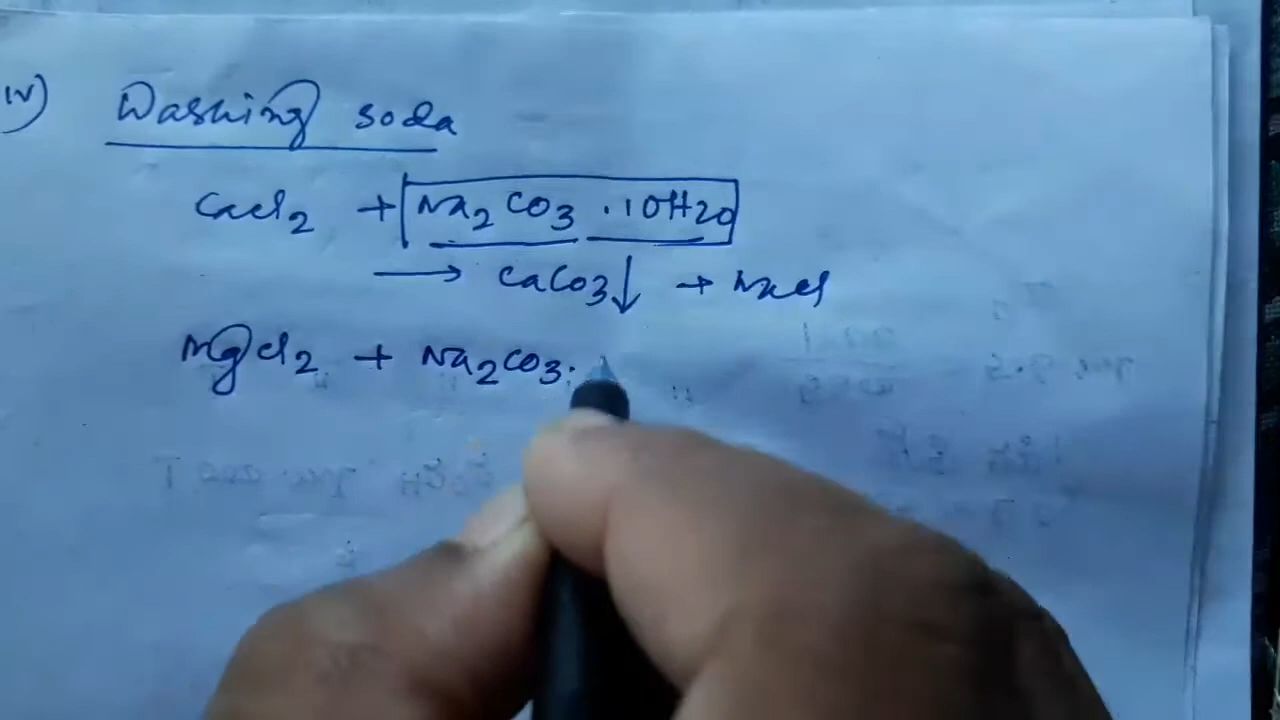 iv) Washing soda
CaCl2 + Na2CO3 .10H2O
→ CaCO3↓ + NaCl
MgCl2 + Na2CO3.